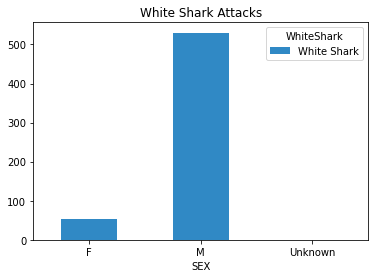 White Shark Attacks
WhiteShark
White Shark
500
400
300
200
100
0
F
M
Unknown
SEX